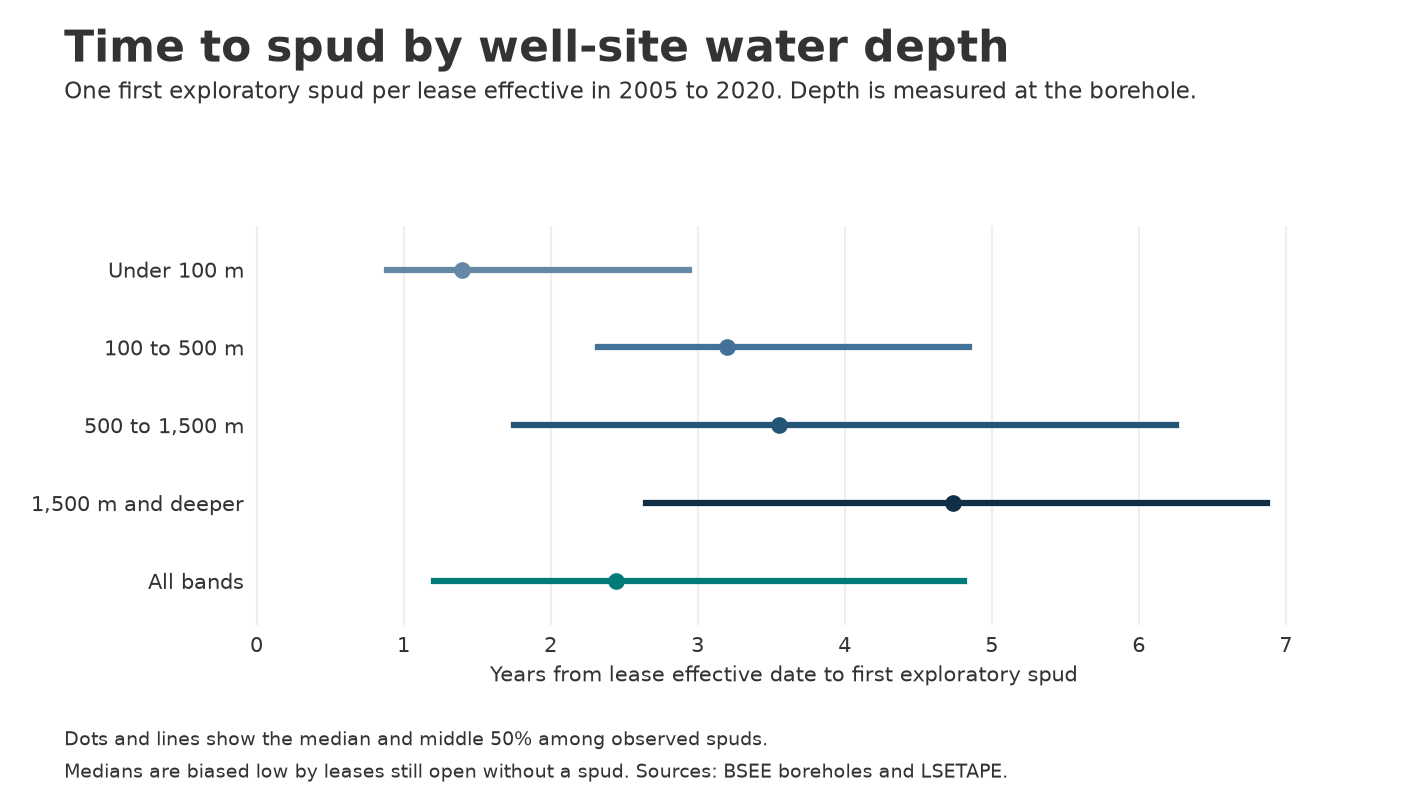 Time to spud by well-site water depth
One first exploratory spud per lease effective in 2005 to 2020. Depth is measured at the borehole.
Under 100 m
100 to 500 m
500 to 1,500 m
1,500 m and deeper
All bands
0 1 2 3 4 5 6 7
Years from lease effective date to first exploratory spud
Dots and lines show the median and middle 50% among observed spuds.
Medians are biased low by leases still open without a spud. Sources: BSEE boreholes and LSETAPE.